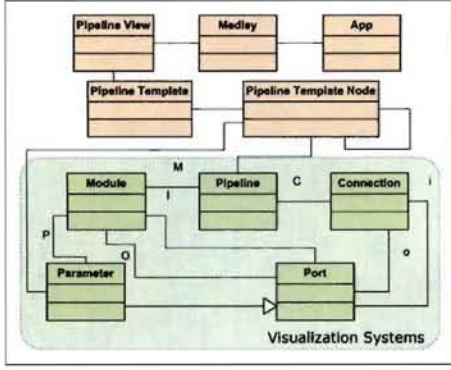 Pipeline View
Medley
App
Pipeline Template
Pipeline Template Node
M
Module
I
Pipeline
C
Connection
i
P
O
o
Parameter
Port
Visualization Systems